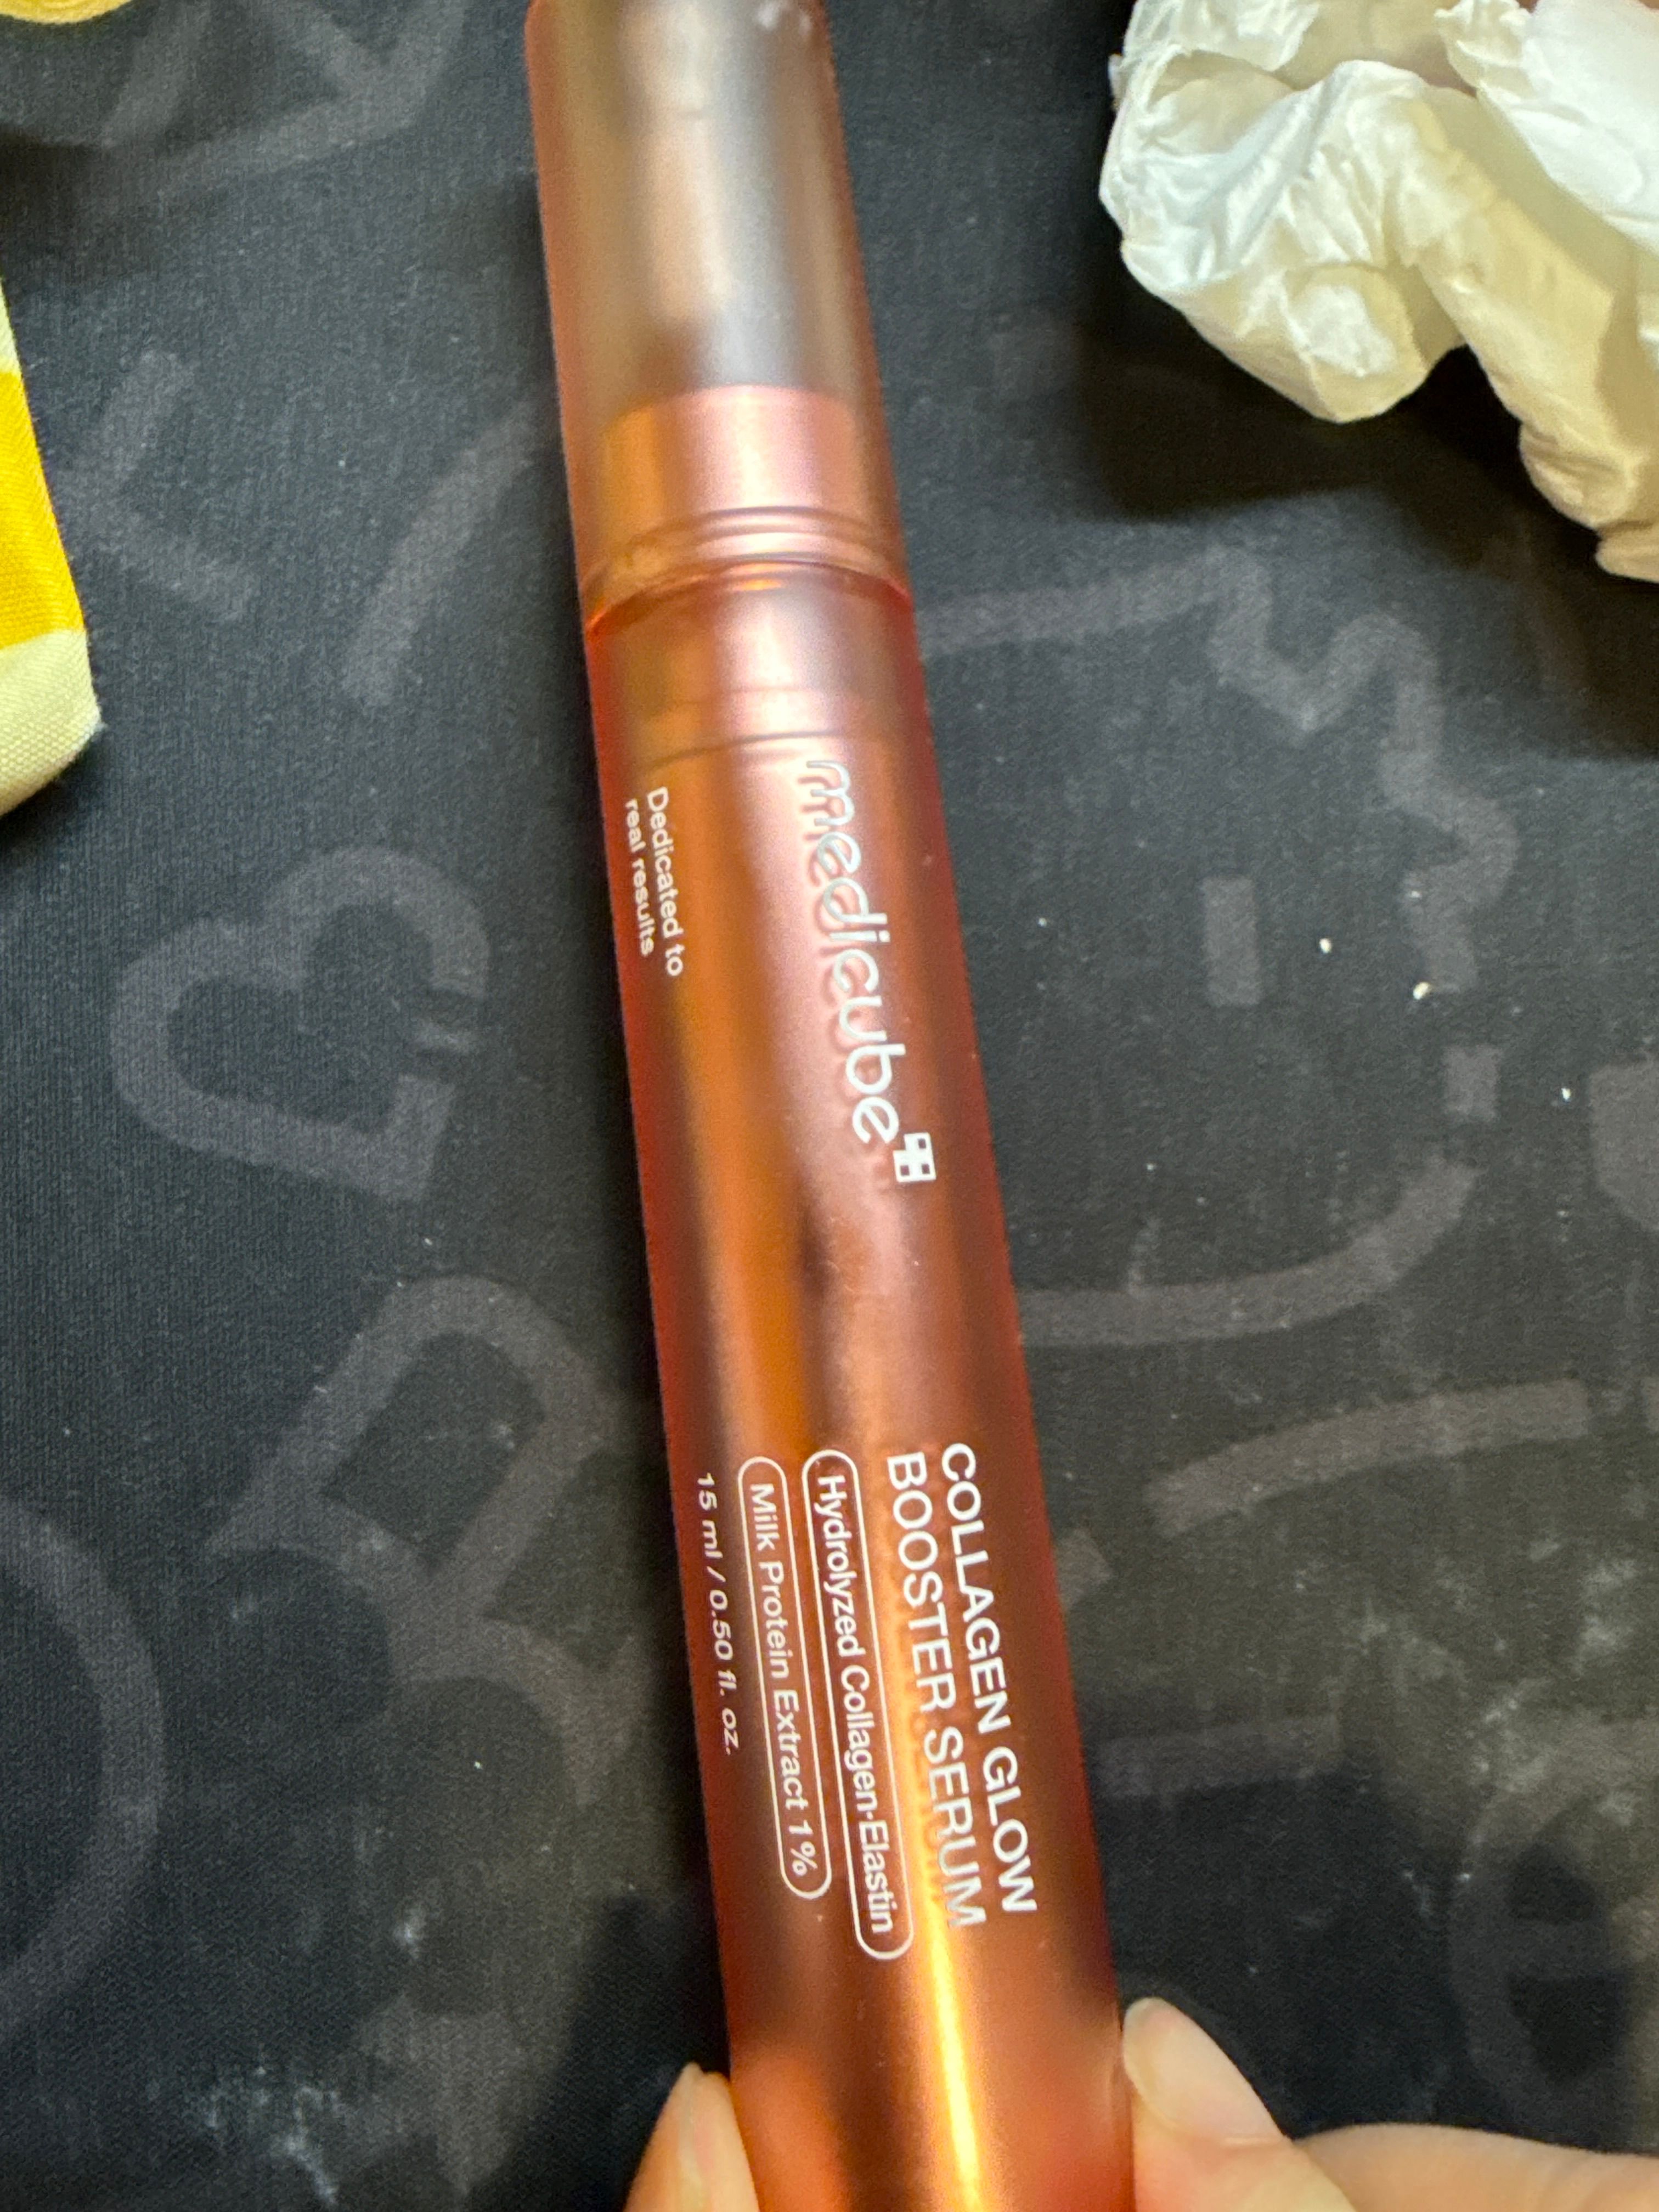 medicube
Dedicated to
real results
COLLAGEN GLOW
BOOSTER SERUM
Hydrolyzed Collagen·Elastin
Milk Protein Extract 1%
15 ml / 0.50 fl. oz.